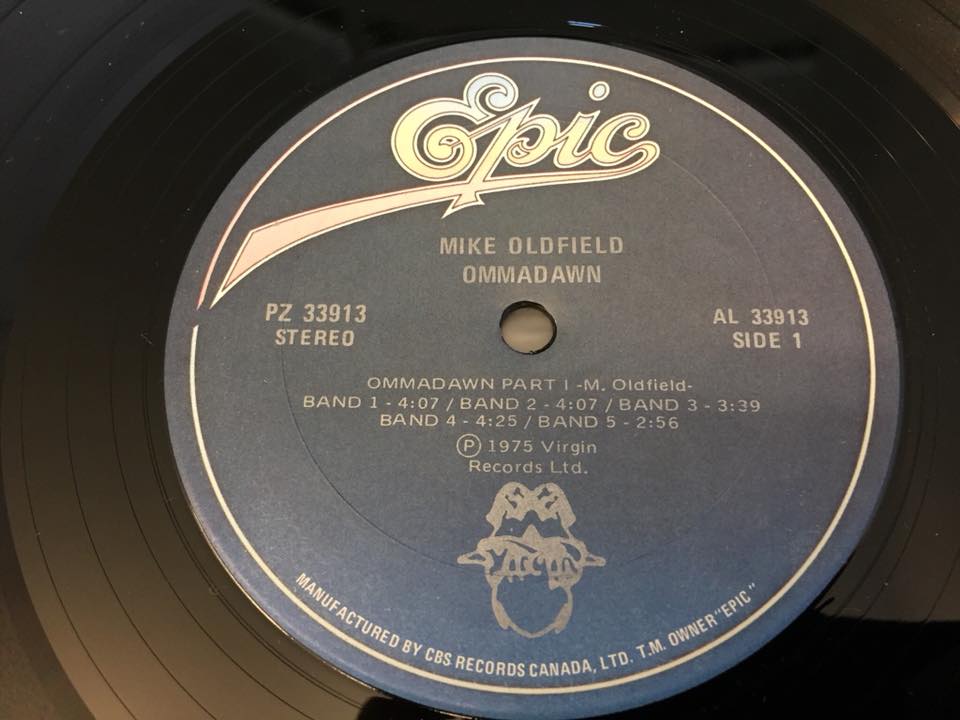 Epic
MIKE OLDFIELD
OMMADAWN
PZ 33913
STEREO
AL 33913
SIDE 1
OMMADAWN PART I -M. Oldfield-
BAND 1 - 4:07 / BAND 2 - 4:07 / BAND 3 - 3:39
BAND 4 - 4:25 / BAND 5 - 2:56
Ⓟ 1975 Virgin
Records Ltd.
Virgin
MANUFACTURED BY CBS RECORDS CANADA, LTD. T.M. OWNER "EPIC"